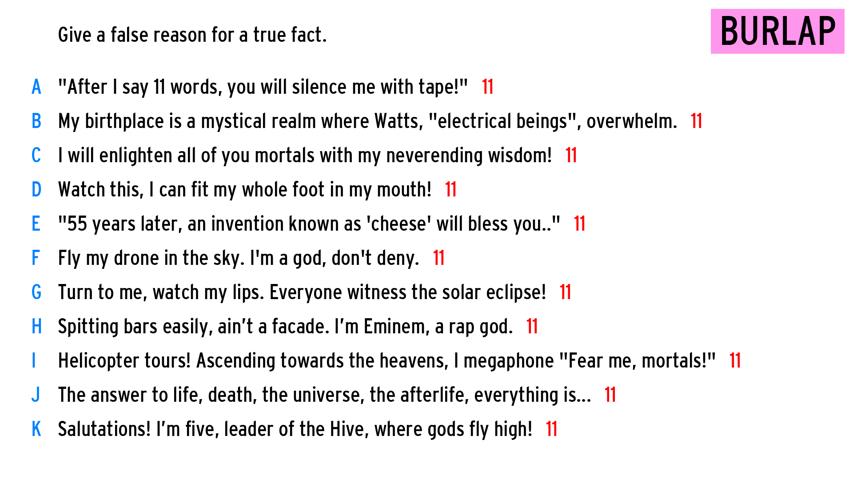 Give a false reason for a true fact.
BURLAP
A "After I say 11 words, you will silence me with tape!" 11
B My birthplace is a mystical realm where Watts, "electrical beings", overwhelm. 11
C I will enlighten all of you mortals with my neverending wisdom! 11
D Watch this, I can fit my whole foot in my mouth! 11
E "55 years later, an invention known as 'cheese' will bless you.." 11
F Fly my drone in the sky. I'm a god, don't deny. 11
G Turn to me, watch my lips. Everyone witness the solar eclipse! 11
H Spitting bars easily, ain't a facade. I'm Eminem, a rap god. 11
I Helicopter tours! Ascending towards the heavens, I megaphone "Fear me, mortals!" 11
J The answer to life, death, the universe, the afterlife, everything is... 11
K Salutations! I'm five, leader of the Hive, where gods fly high! 11